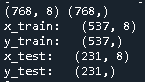 (768, 8) (768,)
x_train:  (537, 8)
y_train:  (537,)
x_test:  (231, 8)
y_test:  (231,)